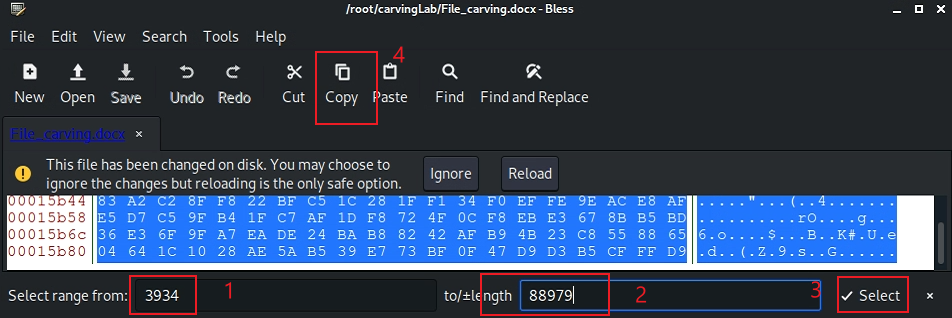 /root/carvingLab/File_carving.docx - Bless
File Edit View Search Tools Help
4
New Open Save Undo Redo Cut Copy Paste Find Find and Replace
File_carving.docx ×
This file has been changed on disk. You may choose to
ignore the changes but reloading is the only safe option.
Ignore Reload
00015b44 83 A2 C2 8F F8 22 BF C5 1C 28 1F F1 34 F0 EF FE 9E AC E8 AF ....."...(..4.......
00015b58 E5 D7 C5 9F B4 1F C7 AF 1D F8 72 4F 0C F8 EB E3 67 8B B5 BD ..........rO....g...
00015b6c 36 E3 6F 9F A7 EA DE 24 BA B8 82 42 AF B9 4B 23 C8 55 88 65 6.o....$...B..K#.U.e
00015b80 04 64 1C 10 28 AE 5A B5 39 E7 73 BF 0F 47 D9 D3 B5 CF FF D9 .d..(.Z.9.s..G......
Select range from: 3934 1 to/±length 88979 2 3 Select ×